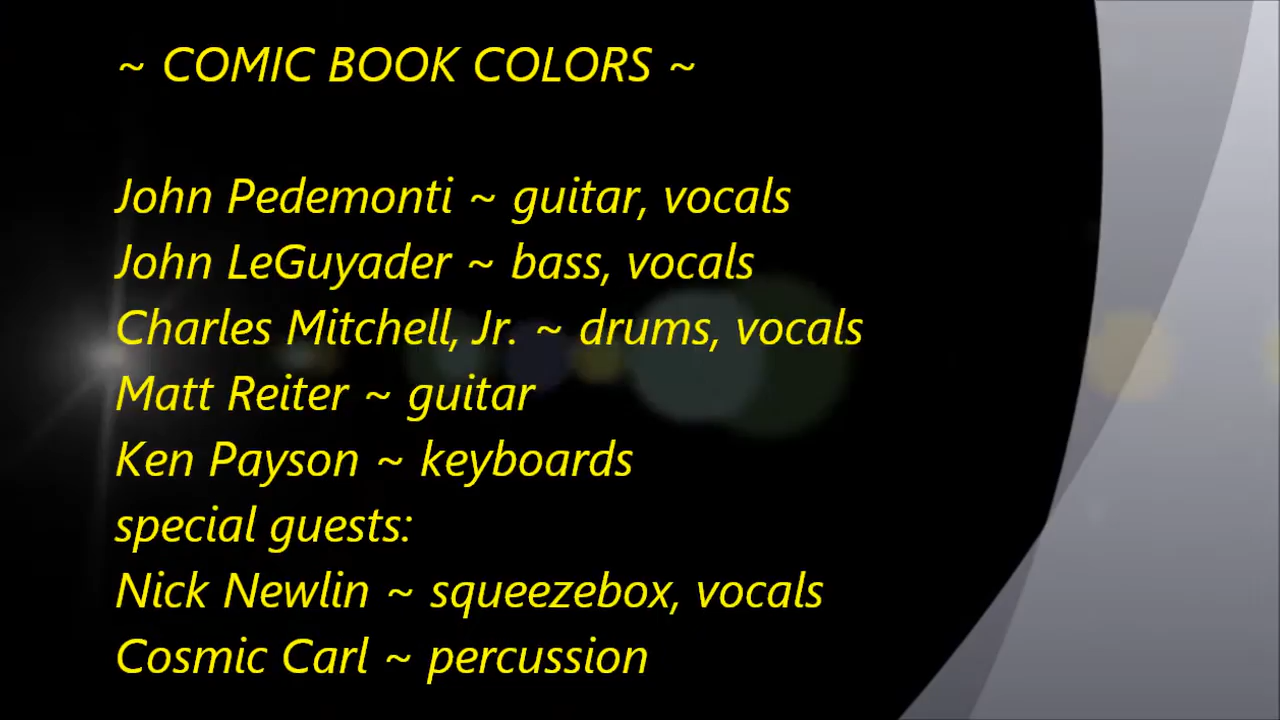 ~ COMIC BOOK COLORS ~
John Pedemonti ~ guitar, vocals
John LeGuyader ~ bass, vocals
Charles Mitchell, Jr. ~ drums, vocals
Matt Reiter ~ guitar
Ken Payson ~ keyboards
special guests:
Nick Newlin ~ squeezebox, vocals
Cosmic Carl ~ percussion